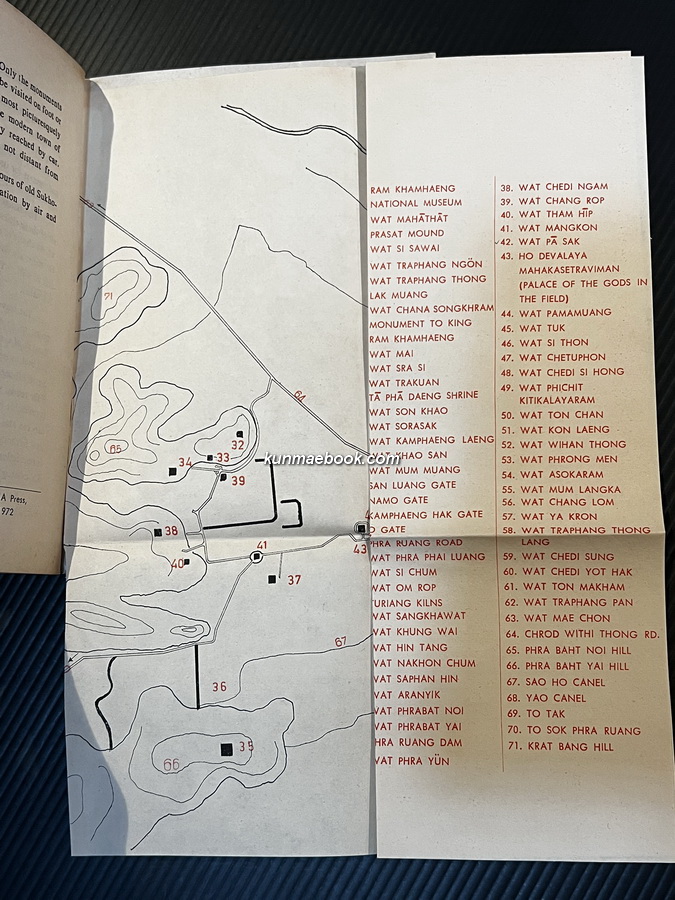 Only the monuments
be visited on foot or
most picturesquely
e modern town of
y reached by car.
not distant from
ours of old Sukho-
ation by air and
A Press,
972
71
64
65
32
33
34
39
38
40
41
43
37
67
36
35
66
kunmaebook.com
RAM KHAMHAENG
NATIONAL MUSEUM
WAT MAHĀTHĀT
PRASAT MOUND
WAT SI SAWAI
WAT TRAPHANG NGÖN
WAT TRAPHANG THONG
LAK MUANG
WAT CHANA SONGKHRAM
MONUMENT TO KING
RAM KHAMHAENG
WAT MAI
WAT SRA SI
WAT TRAKUAN
TĀ PHĀ DAENG SHRINE
WAT SON KHAO
WAT SORASAK
WAT KAMPHAENG LAENG
KHAO SAN
WAT MUM MUANG
SAN LUANG GATE
NAMO GATE
KAMPHAENG HAK GATE
O GATE
PHRA RUANG ROAD
WAT PHRA PHAI LUANG
WAT SI CHUM
WAT OM ROP
TURIANG KILNS
WAT SANGKHAWAT
WAT KHUNG WAI
WAT HIN TANG
WAT NAKHON CHUM
WAT SAPHAN HIN
WAT ARANYIK
WAT PHRABAT NOI
WAT PHRABAT YAI
HRA RUANG DAM
WAT PHRA YÜN
38. WAT CHEDI NGAM
39. WAT CHANG ROP
40. WAT THAM HĪP
41. WAT MANGKON
42. WAT PĀ SAK
43. HO DEVALAYA
MAHAKASETRAVIMAN
(PALACE OF THE GODS IN
THE FIELD)
44. WAT PAMAMUANG
45. WAT TUK
46. WAT SI THON
47. WAT CHETUPHON
48. WAT CHEDI SI HONG
49. WAT PHICHIT
KITIKALAYARAM
50. WAT TON CHAN
51. WAT KON LAENG
52. WAT WIHAN THONG
53. WAT PHRONG MEN
54. WAT ASOKARAM
55. WAT MUM LANGKA
56. WAT CHANG LOM
57. WAT YA KRON
58. WAT TRAPHANG THONG
LANG
59. WAT CHEDI SUNG
60. WAT CHEDI YOT HAK
61. WAT TON MAKHAM
62. WAT TRAPHANG PAN
63. WAT MAE CHON
64. CHROD WITHI THONG RD.
65. PHRA BAHT NOI HILL
66. PHRA BAHT YAI HILL
67. SAO HO CANEL
68. YAO CANEL
69. TO TAK
70. TO SOK PHRA RUANG
71. KRAT BANG HILL